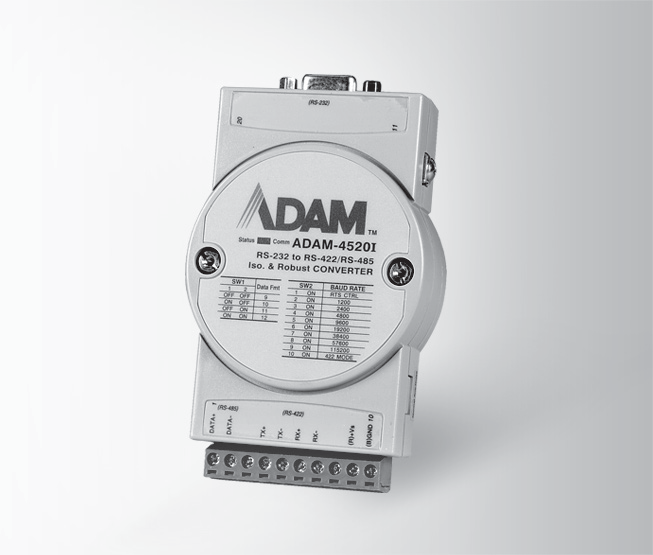 (RS-232)
20 11
ADAM™
Status Comm ADAM-4520I
RS-232 to RS-422/RS-485
Iso. & Robust CONVERTER
SW1 Data Fmt
1 2
OFF OFF 9
ON OFF 10
OFF ON 11
ON ON 12
SW2 BAUD RATE
1 ON RTS CTRL
2 ON 1200
3 ON 2400
4 ON 4800
5 ON 9600
6 ON 19200
7 ON 38400
8 ON 57600
9 ON 115200
10 ON 422 MODE
1 (RS-485) (RS-422)
DATA+ DATA- TX+ TX- RX+ RX- (R)+Vs (B)GND 10